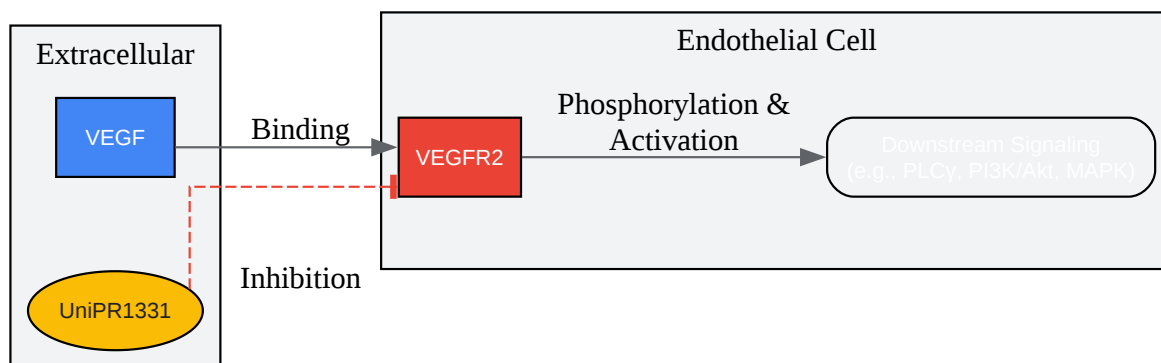 Extracellular
Endothelial Cell
VEGF
Binding
VEGFR2
Phosphorylation &
Activation
Downstream Signaling
(e.g., PLCγ, PI3K/Akt, MAPK)
Inhibition
UniPR1331